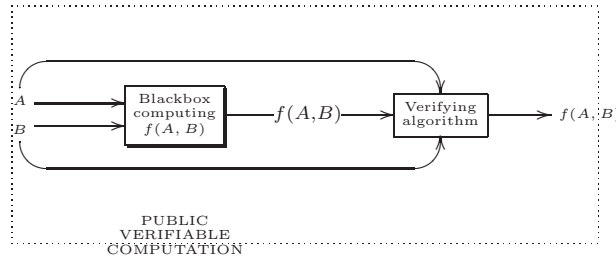 A
B
Blackbox
computing
f(A, B)
f(A,B)
Verifying
algorithm
f(A, B)
PUBLIC
VERIFIABLE
COMPUTATION